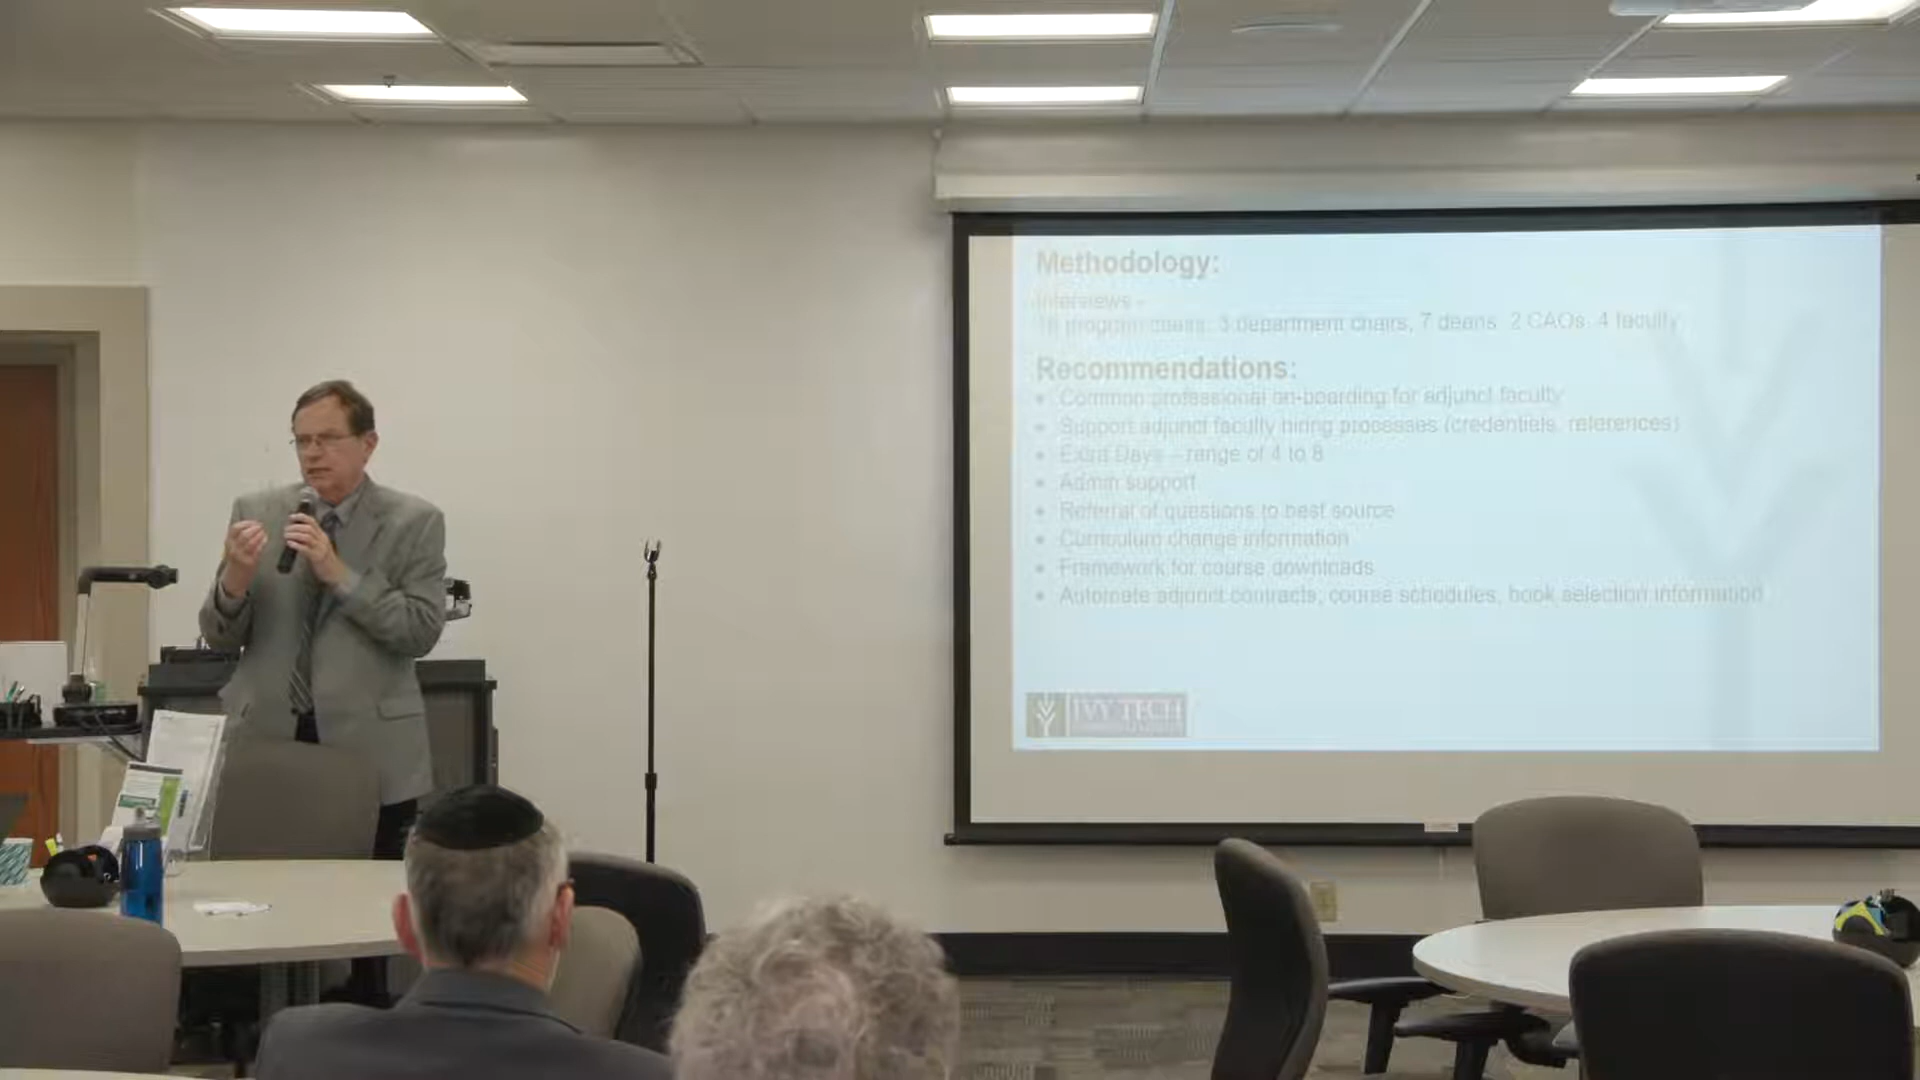 Methodology:
Interviews -
program chairs, 3 department chairs, 7 deans, 2 CAOs, 4 faculty
Recommendations:
• Common professional on-boarding for adjunct faculty
• Support adjunct faculty hiring processes (credentials, references)
• Extra Days – range of 4 to 8
• Admin support
• Referral of questions to best source
• Curriculum change information
• Framework for course downloads
• Automate adjunct contracts, course schedules, book selection information
IVY TECH